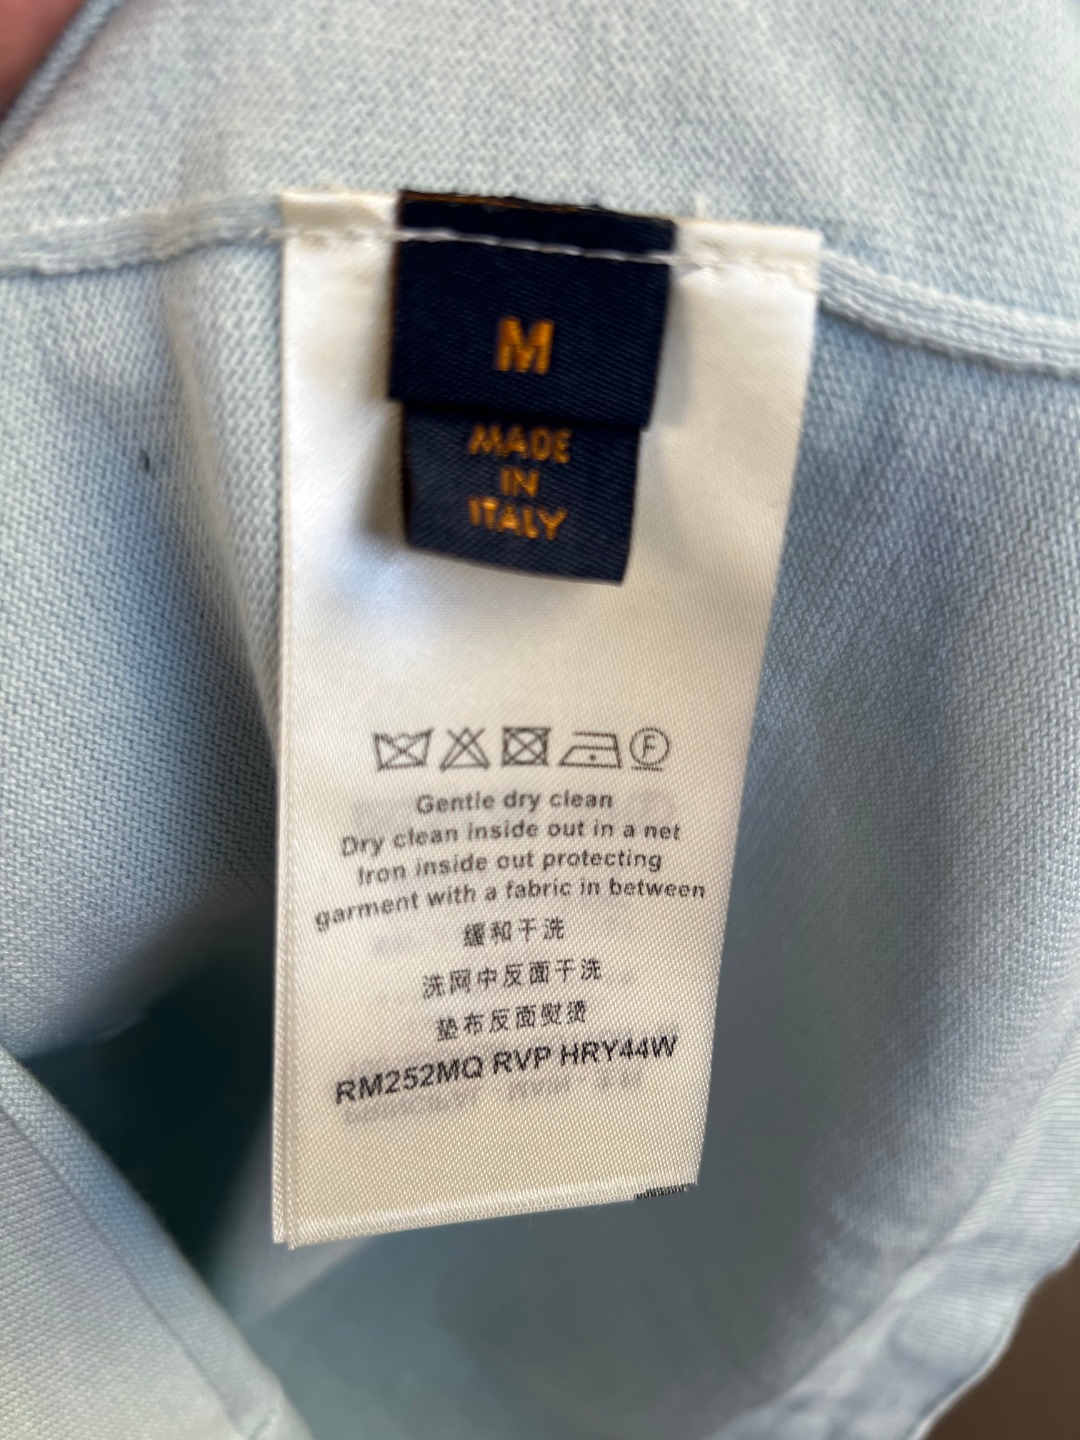 M
MADE
IN
ITALY
F
Gentle dry clean
Dry clean inside out in a net
Iron inside out protecting
garment with a fabric in between
缓和干洗
洗网中反面干洗
垫布反面熨烫
RM252MQ RVP HRY44W